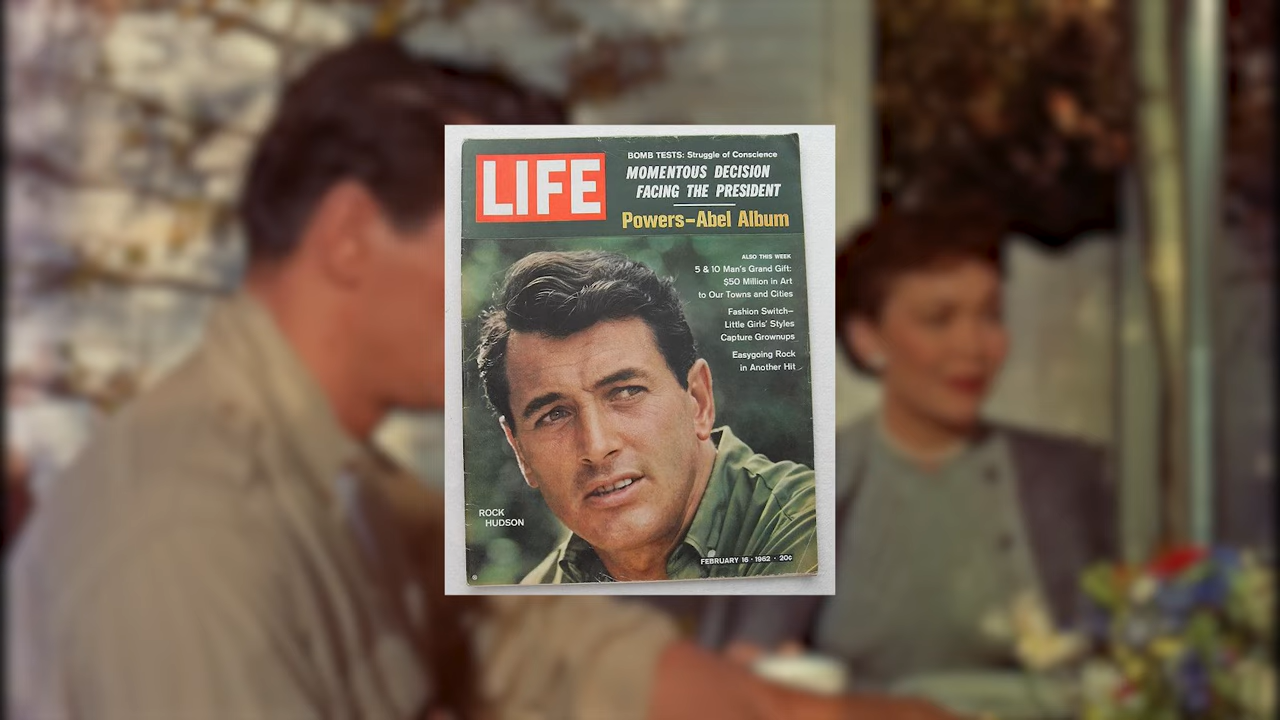 LIFE
BOMB TESTS: Struggle of Conscience
MOMENTOUS DECISION
FACING THE PRESIDENT
Powers-Abel Album
ALSO THIS WEEK
5 & 10 Man's Grand Gift:
$50 Million in Art
to Our Towns and Cities
Fashion Switch—
Little Girls' Styles
Capture Grownups
Easygoing Rock
in Another Hit
ROCK
HUDSON
FEBRUARY 16 · 1962 · 20¢